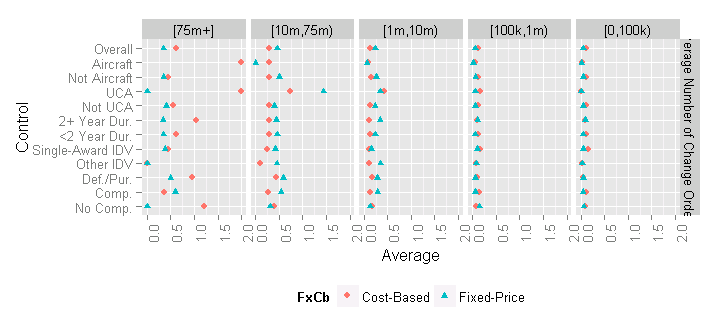 [75m+] [10m,75m) [1m,10m) [100k,1m) [0,100k)
Overall
Aircraft
Not Aircraft
UCA
Not UCA
2+ Year Dur.
<2 Year Dur.
Single-Award IDV
Other IDV
Def./Pur.
Comp.
No Comp.
Control
Number of Change
0.0 0.5 1.0 1.5 2.0 0.0 0.5 1.0 1.5 2.0 0.0 0.5 1.0 1.5 2.0 0.0 0.5 1.0 1.5 2.0 0.0 0.5 1.0 1.5 2.0
Average
FxCb Cost-Based Fixed-Price